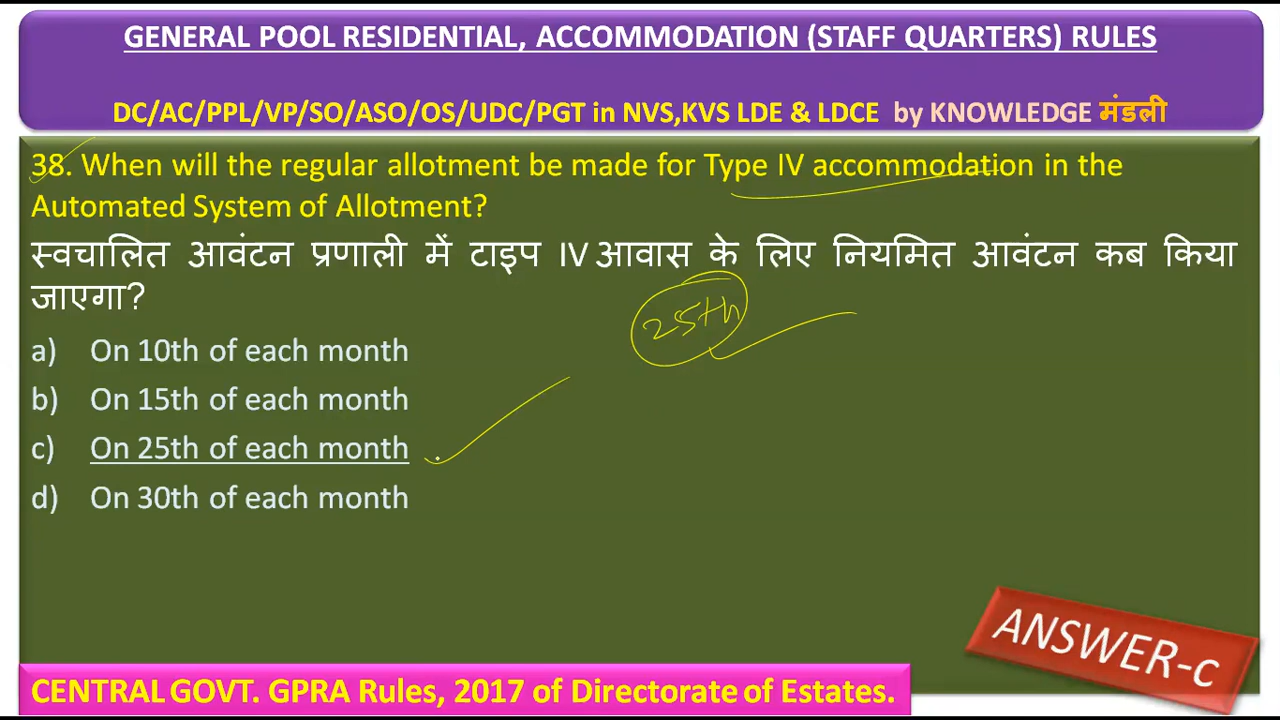 GENERAL POOL RESIDENTIAL, ACCOMMODATION (STAFF QUARTERS) RULES
DC/AC/PPL/VP/SO/ASO/OS/UDC/PGT in NVS,KVS LDE & LDCE by KNOWLEDGE मंडली
38. When will the regular allotment be made for Type IV accommodation in the
Automated System of Allotment?
स्वचालित आवंटन प्रणाली में टाइप IV आवास के लिए नियमित आवंटन कब किया
जाएगा?
25th
a) On 10th of each month
b) On 15th of each month
c) On 25th of each month
d) On 30th of each month
ANSWER-c
CENTRAL GOVT. GPRA Rules, 2017 of Directorate of Estates.